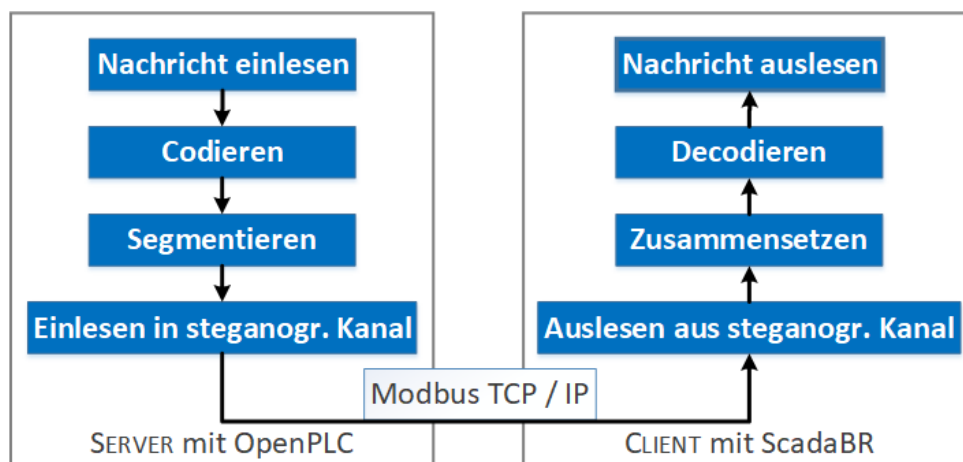 Nachricht einlesen
Codieren
Segmentieren
Einlesen in steganogr. Kanal
SERVER mit OpenPLC
Modbus TCP / IP
Nachricht auslesen
Decodieren
Zusammensetzen
Auslesen aus steganogr. Kanal
CLIENT mit ScadaBR